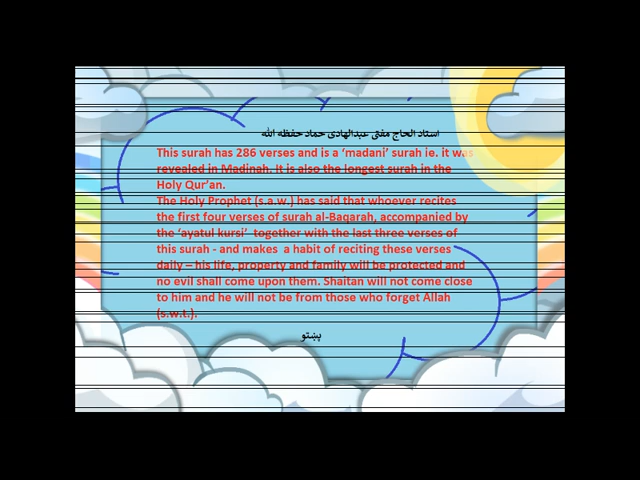 استاد الحاج مفتی عبدالهادی حماد حفظه الله
This surah has 286 verses and is a ‘madani’ surah ie. it was
revealed in Madinah. It is also the longest surah in the
Holy Qur’an.
The Holy Prophet (s.a.w.) has said that whoever recites
the first four verses of surah al-Baqarah, accompanied by
the ‘ayatul kursi’ together with the last three verses of
this surah - and makes a habit of reciting these verses
daily – his life, property and family will be protected and
no evil shall come upon them. Shaitan will not come close
to him and he will not be from those who forget Allah
(s.w.t.).
پښتو